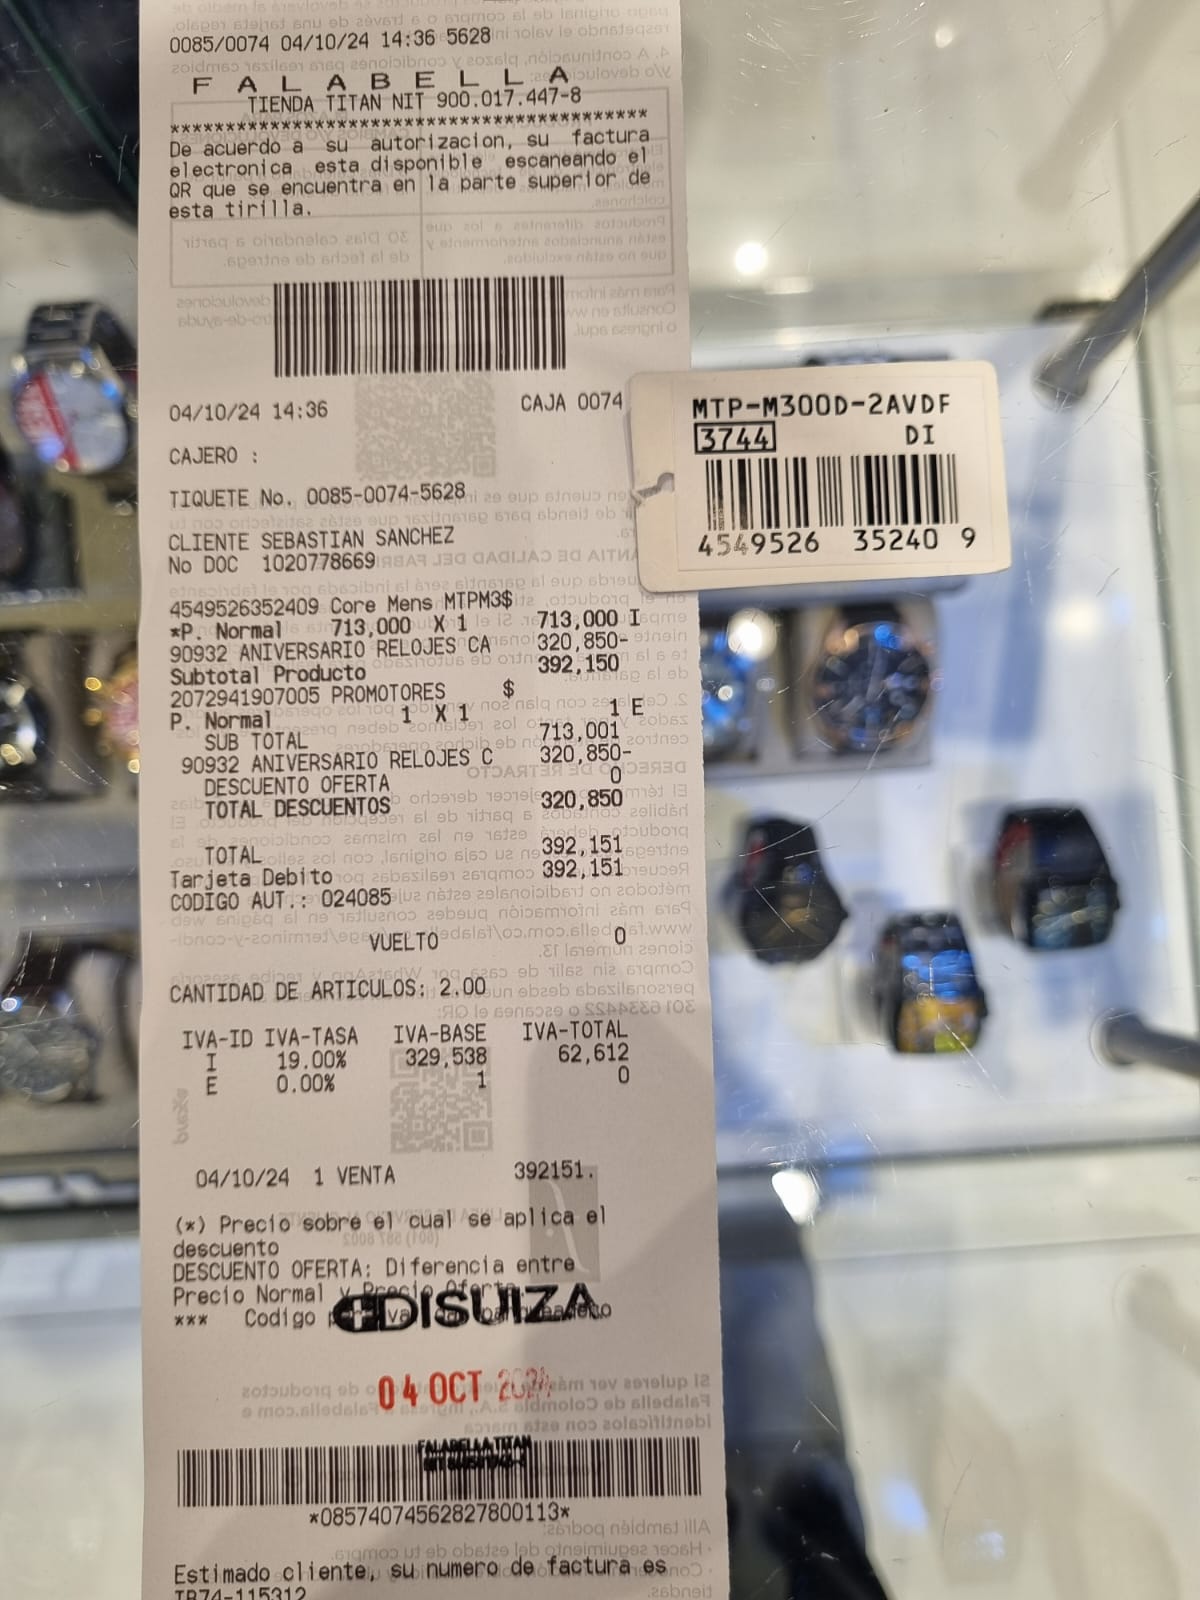 0085/0074 04/10/24 14:36 5628
F A L A B E L L A
TIENDA TITAN NIT 900.017.447-8
*******************************************
De acuerdo a su autorizacion, su factura
electronica esta disponible escaneando el
QR que se encuentra en la parte superior de
esta tirilla.
04/10/24 14:36 CAJA 0074
CAJERO :
TIQUETE No. 0085-0074-5628
CLIENTE SEBASTIAN SANCHEZ
No DOC 1020778669
4549526352409 Core Mens MTPM3$
*P. Normal 713,000 X 1 713,000 I
90932 ANIVERSARIO RELOJES CA 320,850-
Subtotal Producto 392,150
2072941907005 PROMOTORES $
P. Normal 1 X 1 1 E
SUB TOTAL 713,001
90932 ANIVERSARIO RELOJES C 320,850-
DESCUENTO OFERTA 0
TOTAL DESCUENTOS 320,850
TOTAL 392,151
Tarjeta Debito 392,151
CODIGO AUT.: 024085
VUELTO 0
CANTIDAD DE ARTICULOS: 2.00
IVA-ID IVA-TASA IVA-BASE IVA-TOTAL
I 19.00% 329,538 62,612
E 0.00% 1 0
04/10/24 1 VENTA 392151.
(*) Precio sobre el cual se aplica el
descuento
DESCUENTO OFERTA: Diferencia entre
Precio Normal y Precio Oferta
*** Codigo
DISUIZA
04 OCT 2024
FALABELLA TITAN
*08574074562827800113*
Estimado cliente, su numero de factura es
TB74-115312
MTP-M300D-2AVDF
3744 DI
4549526 35240 9